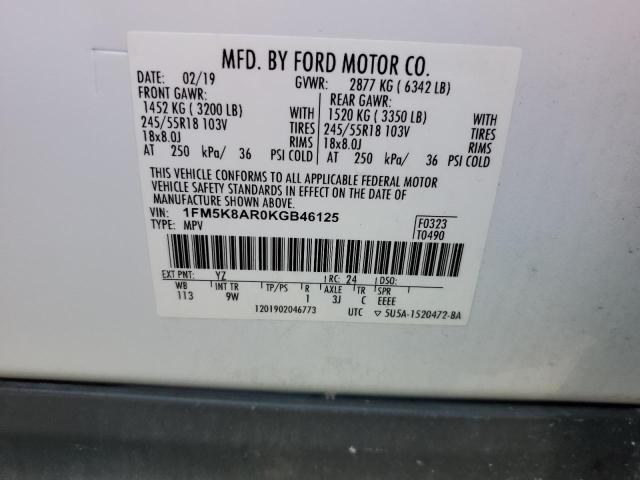 MFD. BY FORD MOTOR CO.
DATE: 02/19 GVWR: 2877 KG ( 6342 LB)
FRONT GAWR: REAR GAWR:
1452 KG ( 3200 LB) WITH 1520 KG ( 3350 LB) WITH
245/55R18 103V TIRES 245/55R18 103V TIRES
18x8.0J RIMS 18x8.0J RIMS
AT 250 kPa/ 36 PSI COLD AT 250 kPa/ 36 PSI COLD
THIS VEHICLE CONFORMS TO ALL APPLICABLE FEDERAL MOTOR
VEHICLE SAFETY STANDARDS IN EFFECT ON THE DATE OF
MANUFACTURE SHOWN ABOVE.
VIN: 1FM5K8AR0KGB46125 F0323
TYPE: MPV T0490
EXT PNT: YZ RC: 24 DSO:
WB INT TR TP/PS R AXLE TR SPR
113 9W 1 3J C EEEE
1201902046773 UTC ▽ 5U5A-1520472-BA